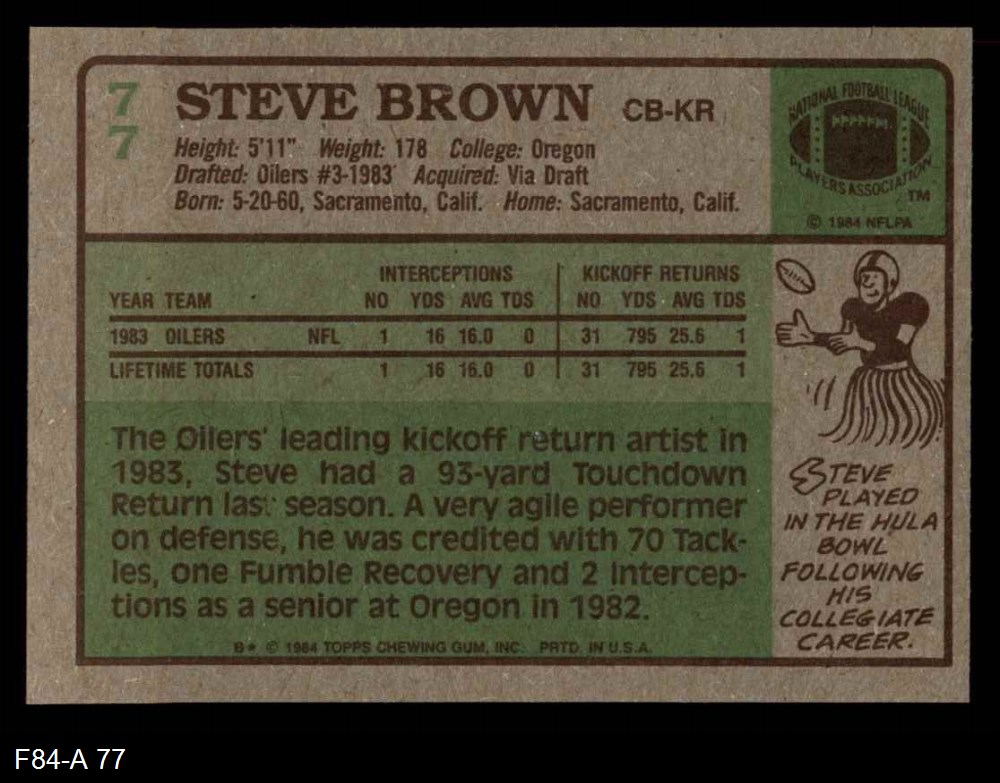 7
7
STEVE BROWN CB-KR
Height: 5'11" Weight: 178 College: Oregon
Drafted: Oilers #3-1983 Acquired: Via Draft
Born: 5-20-60, Sacramento, Calif. Home: Sacramento, Calif.
NATIONAL FOOTBALL LEAGUE
PLAYERS ASSOCIATION
TM
© 1984 NFLPA
INTERCEPTIONS KICKOFF RETURNS
YEAR TEAM NO YDS AVG TDS NO YDS AVG TDS
1983 OILERS NFL 1 16 16.0 0 31 795 25.6 1
LIFETIME TOTALS 1 16 16.0 0 31 795 25.6 1
The Oilers' leading kickoff return artist in
1983, Steve had a 93-yard Touchdown
Return last season. A very agile performer
on defense, he was credited with 70 Tack-
les, one Fumble Recovery and 2 Intercep-
tions as a senior at Oregon in 1982.
B* © 1984 TOPPS CHEWING GUM, INC. PRTD. IN U.S.A.
STEVE
PLAYED
IN THE HULA
BOWL
FOLLOWING
HIS
COLLEGIATE
CAREER.
F84-A 77